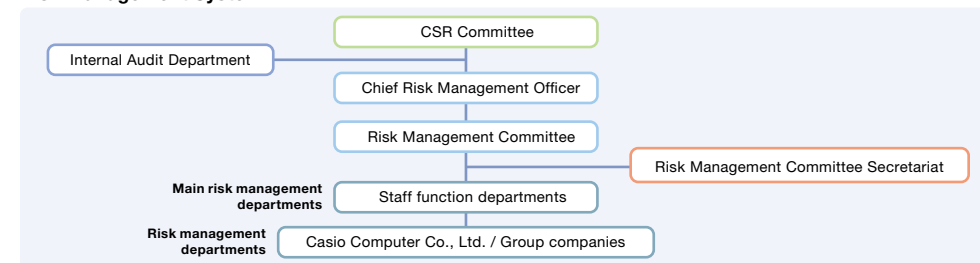 CSR Committee
Internal Audit Department
Chief Risk Management Officer
Risk Management Committee
Risk Management Committee Secretariat
Main risk management
departments
Staff function departments
Risk management
departments
Casio Computer Co., Ltd. / Group companies